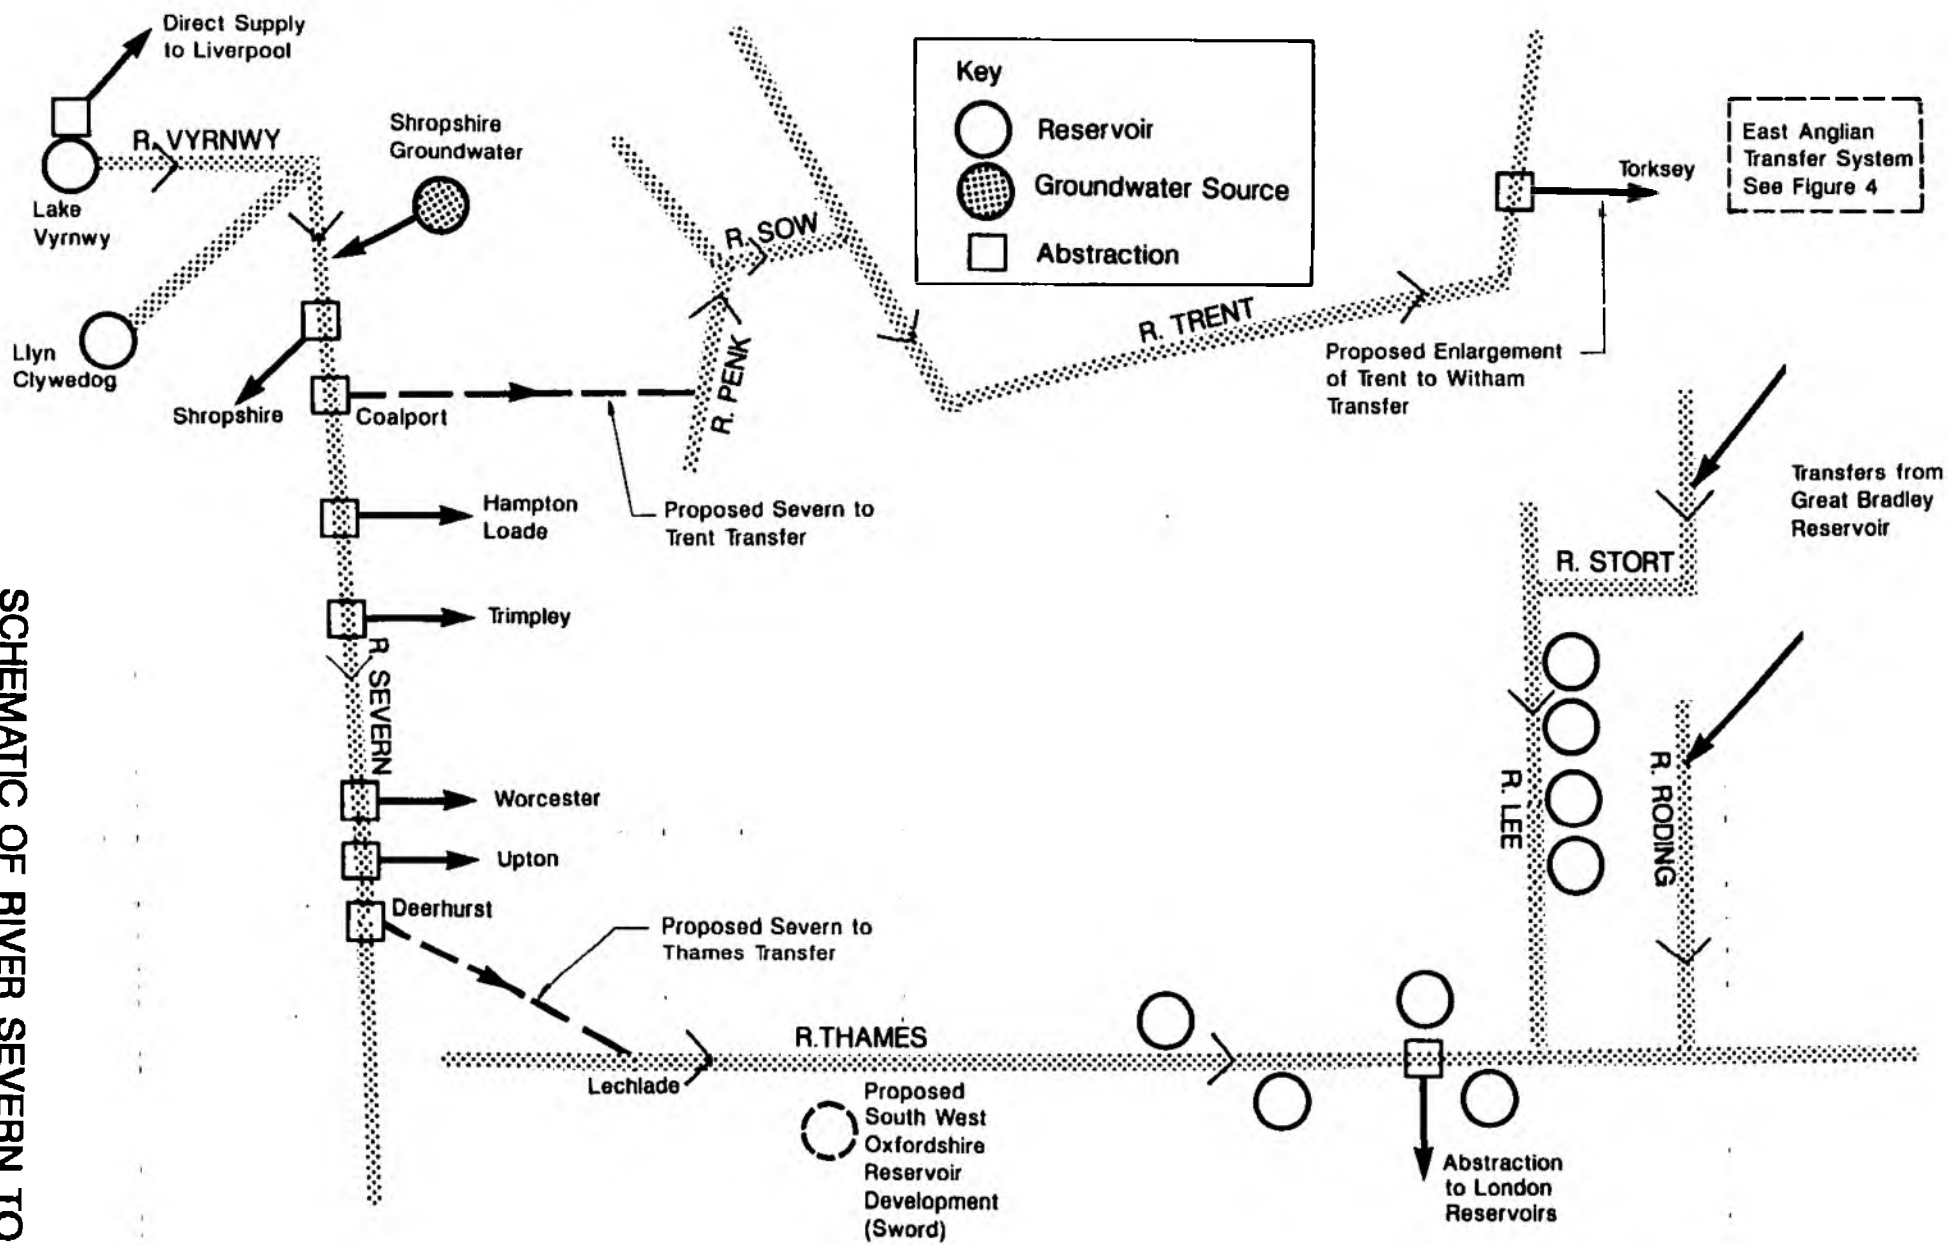 Direct Supply
to Liverpool
R. VYRNWY
Lake
Vyrnwy
Shropshire
Groundwater
Llyn
Clywedog
Shropshire
Coalport
R. PENK
R. SOW
Key
Reservoir
Groundwater Source
Abstraction
R. TRENT
Torksey
East Anglian
Transfer System
See Figure 4
Proposed Enlargement
of Trent to Witham
Transfer
Hampton
Loade
Proposed Severn to
Trent Transfer
Trimpley
R. SEVERN
Worcester
Upton
Deerhurst
Proposed Severn to
Thames Transfer
Transfers from
Great Bradley
Reservoir
R. STORT
R. LEE
R. RODING
R.THAMES
Lechlade
Proposed
South West
Oxfordshire
Reservoir
Development
(Sword)
Abstraction
to London
Reservoirs
SCHEMATIC OF RIVER SEVERN TO